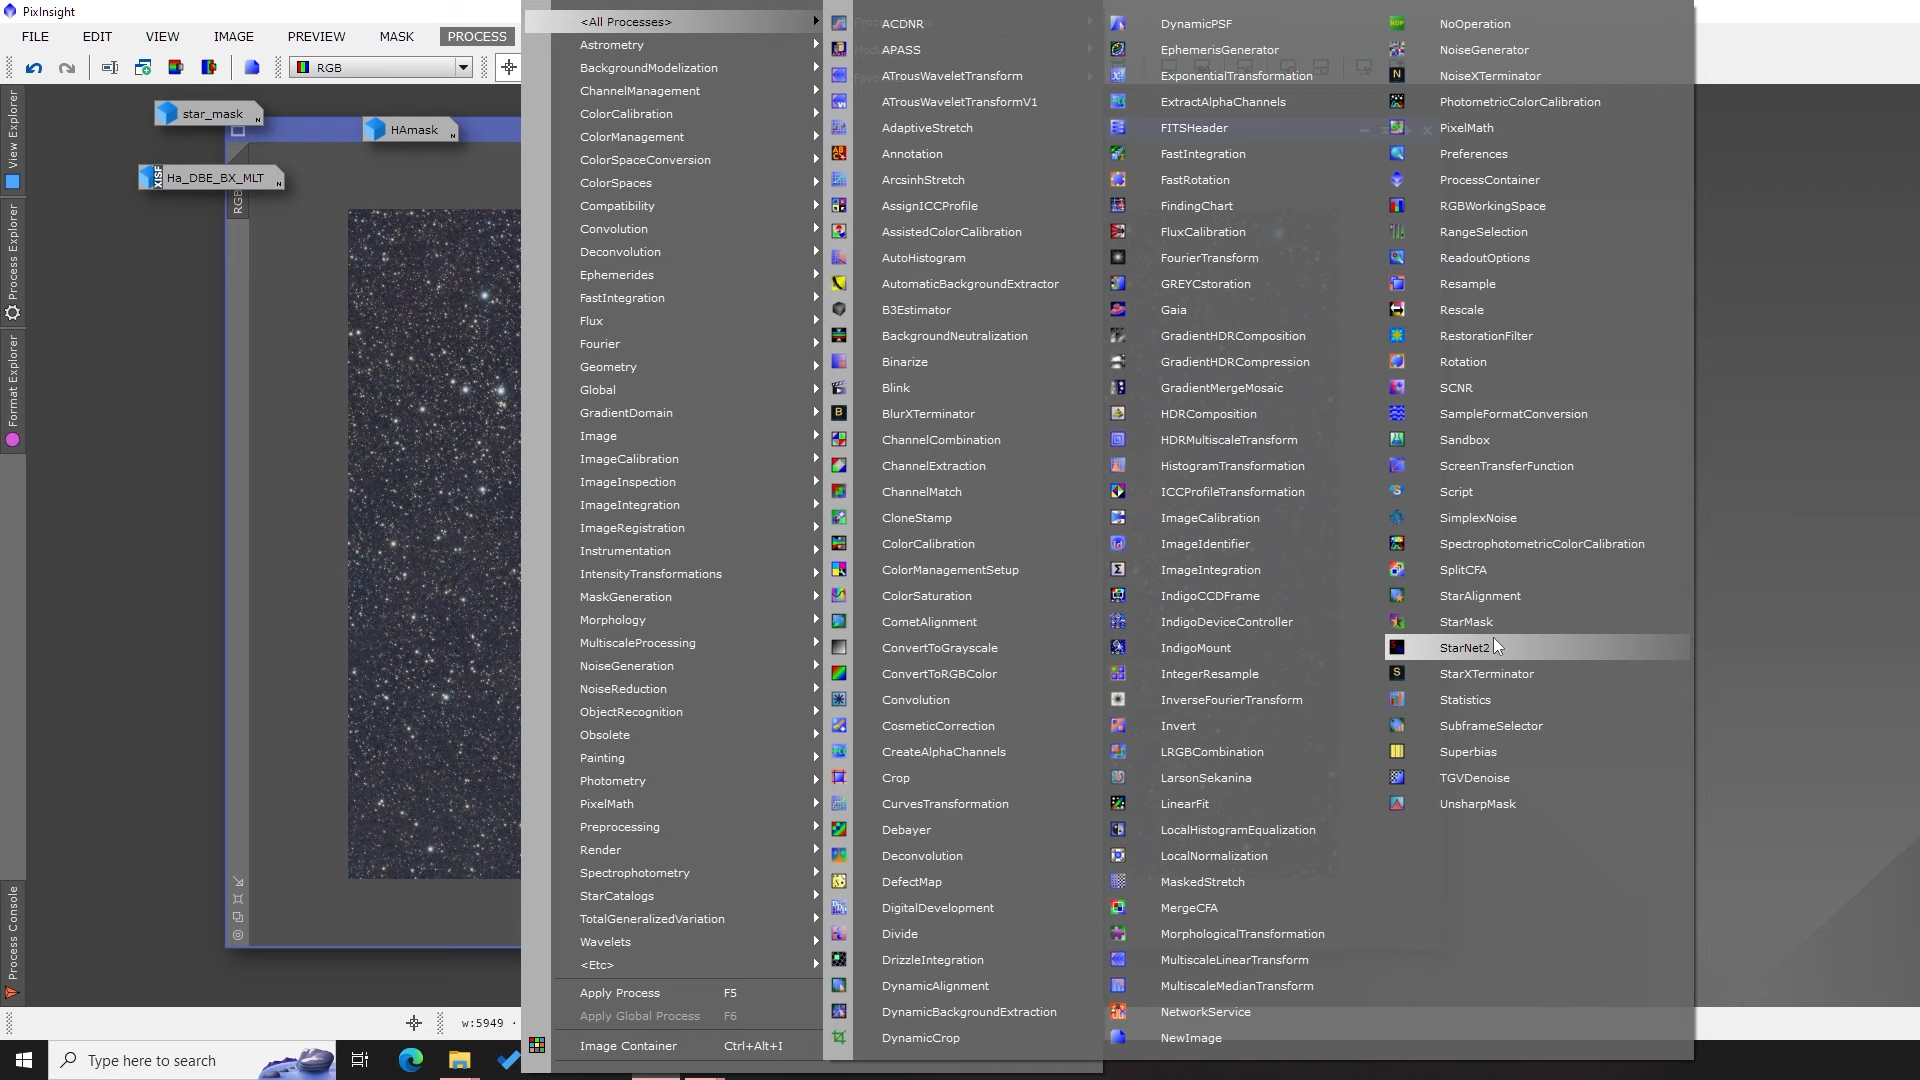 PixInsight
FILE EDIT VIEW IMAGE PREVIEW MASK PROCESS
RGB
View Explorer
Process Explorer
Format Explorer
Process Console
star_mask
HAmask
XISF Ha_DBE_BX_MLT
RGB
<All Processes>
Astrometry
BackgroundModelization
ChannelManagement
ColorCalibration
ColorManagement
ColorSpaceConversion
ColorSpaces
Compatibility
Convolution
Deconvolution
Ephemerides
FastIntegration
Flux
Fourier
Geometry
Global
GradientDomain
Image
ImageCalibration
ImageInspection
ImageIntegration
ImageRegistration
Instrumentation
IntensityTransformations
MaskGeneration
Morphology
MultiscaleProcessing
NoiseGeneration
NoiseReduction
ObjectRecognition
Obsolete
Painting
Photometry
PixelMath
Preprocessing
Render
Spectrophotometry
StarCatalogs
TotalGeneralizedVariation
Wavelets
<Etc>
Apply Process F5
Apply Global Process F6
Image Container Ctrl+Alt+I
ACDNR
APASS
ATrousWaveletTransform
ATrousWaveletTransformV1
AdaptiveStretch
Annotation
ArcsinhStretch
AssignICCProfile
AssistedColorCalibration
AutoHistogram
AutomaticBackgroundExtractor
B3Estimator
BackgroundNeutralization
Binarize
Blink
BlurXTerminator
ChannelCombination
ChannelExtraction
ChannelMatch
CloneStamp
ColorCalibration
ColorManagementSetup
ColorSaturation
CometAlignment
ConvertToGrayscale
ConvertToRGBColor
Convolution
CosmeticCorrection
CreateAlphaChannels
Crop
CurvesTransformation
Debayer
Deconvolution
DefectMap
DigitalDevelopment
Divide
DrizzleIntegration
DynamicAlignment
DynamicBackgroundExtraction
DynamicCrop
DynamicPSF
EphemerisGenerator
ExponentialTransformation
ExtractAlphaChannels
FITSHeader
FastIntegration
FastRotation
FindingChart
FluxCalibration
FourierTransform
GREYCstoration
Gaia
GradientHDRComposition
GradientHDRCompression
GradientMergeMosaic
HDRComposition
HDRMultiscaleTransform
HistogramTransformation
ICCProfileTransformation
ImageCalibration
ImageIdentifier
ImageIntegration
IndigoCCDFrame
IndigoDeviceController
IndigoMount
IntegerResample
InverseFourierTransform
Invert
LRGBCombination
LarsonSekanina
LinearFit
LocalHistogramEqualization
LocalNormalization
MaskedStretch
MergeCFA
MorphologicalTransformation
MultiscaleLinearTransform
MultiscaleMedianTransform
NetworkService
NewImage
NoOperation
NoiseGenerator
NoiseXTerminator
PhotometricColorCalibration
PixelMath
Preferences
ProcessContainer
RGBWorkingSpace
RangeSelection
ReadoutOptions
Resample
Rescale
RestorationFilter
Rotation
SCNR
SampleFormatConversion
Sandbox
ScreenTransferFunction
Script
SimplexNoise
SpectrophotometricColorCalibration
SplitCFA
StarAlignment
StarMask
StarNet2
StarXTerminator
Statistics
SubframeSelector
Superbias
TGVDenoise
UnsharpMask
w:5949 ·
Type here to search